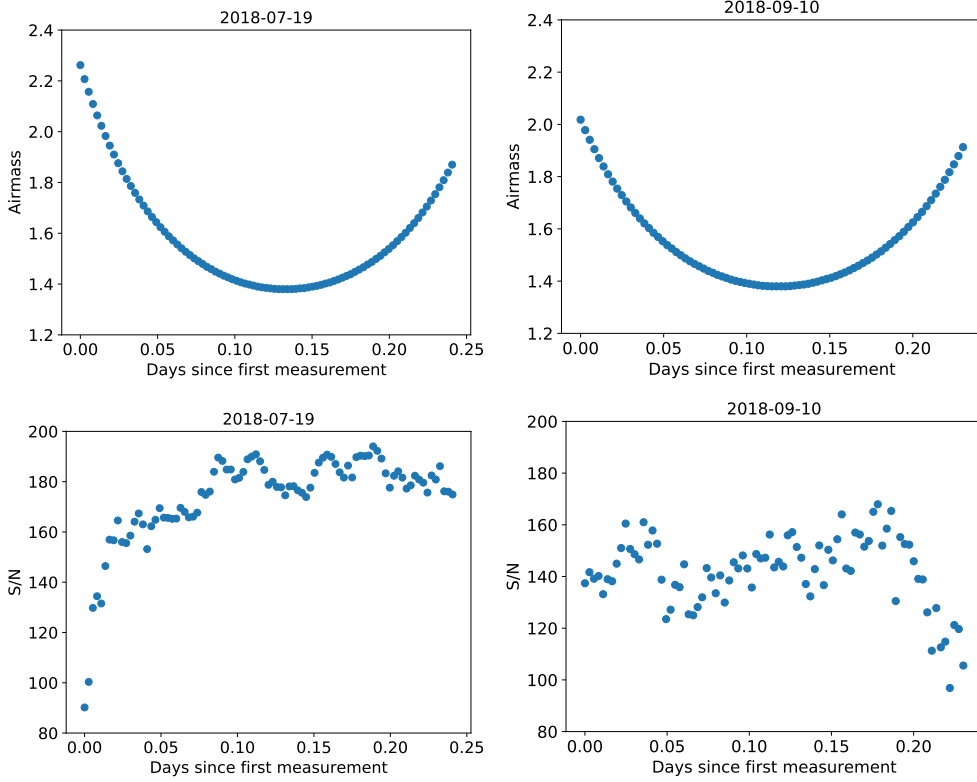 2018-07-19
2.4
2.2
2.0
1.8
1.6
1.4
1.2
Airmass
0.00 0.05 0.10 0.15 0.20 0.25
Days since first measurement
2018-09-10
2.4
2.2
2.0
1.8
1.6
1.4
1.2
Airmass
0.00 0.05 0.10 0.15 0.20
Days since first measurement
2018-07-19
200
180
160
140
120
100
80
S/N
0.00 0.05 0.10 0.15 0.20 0.25
Days since first measurement
2018-09-10
200
180
160
140
120
100
80
S/N
0.00 0.05 0.10 0.15 0.20
Days since first measurement